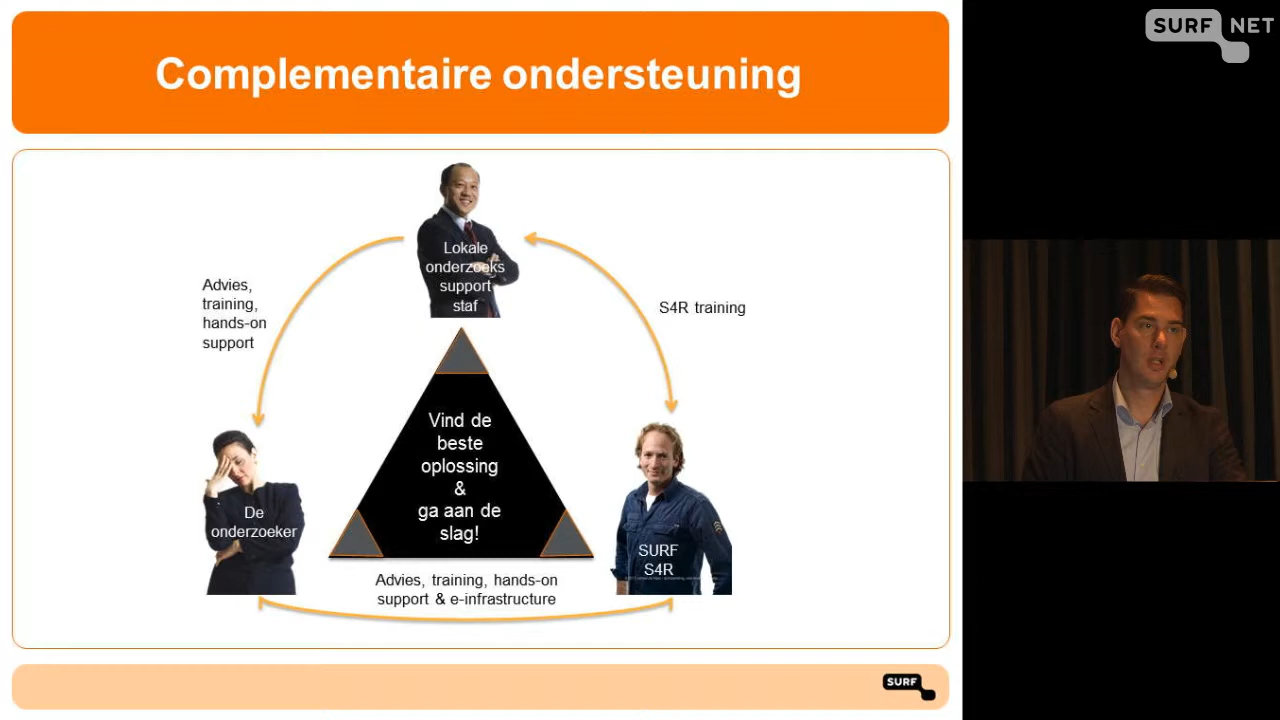 SURF NET
Complementaire ondersteuning
Lokale
onderzoeks
support
staf
Advies,
training,
hands-on
support
S4R training
Vind de
beste
oplossing
&
ga aan de
slag!
De
onderzoeker
SURF
S4R
Advies, training, hands-on
support & e-infrastructure
SURF